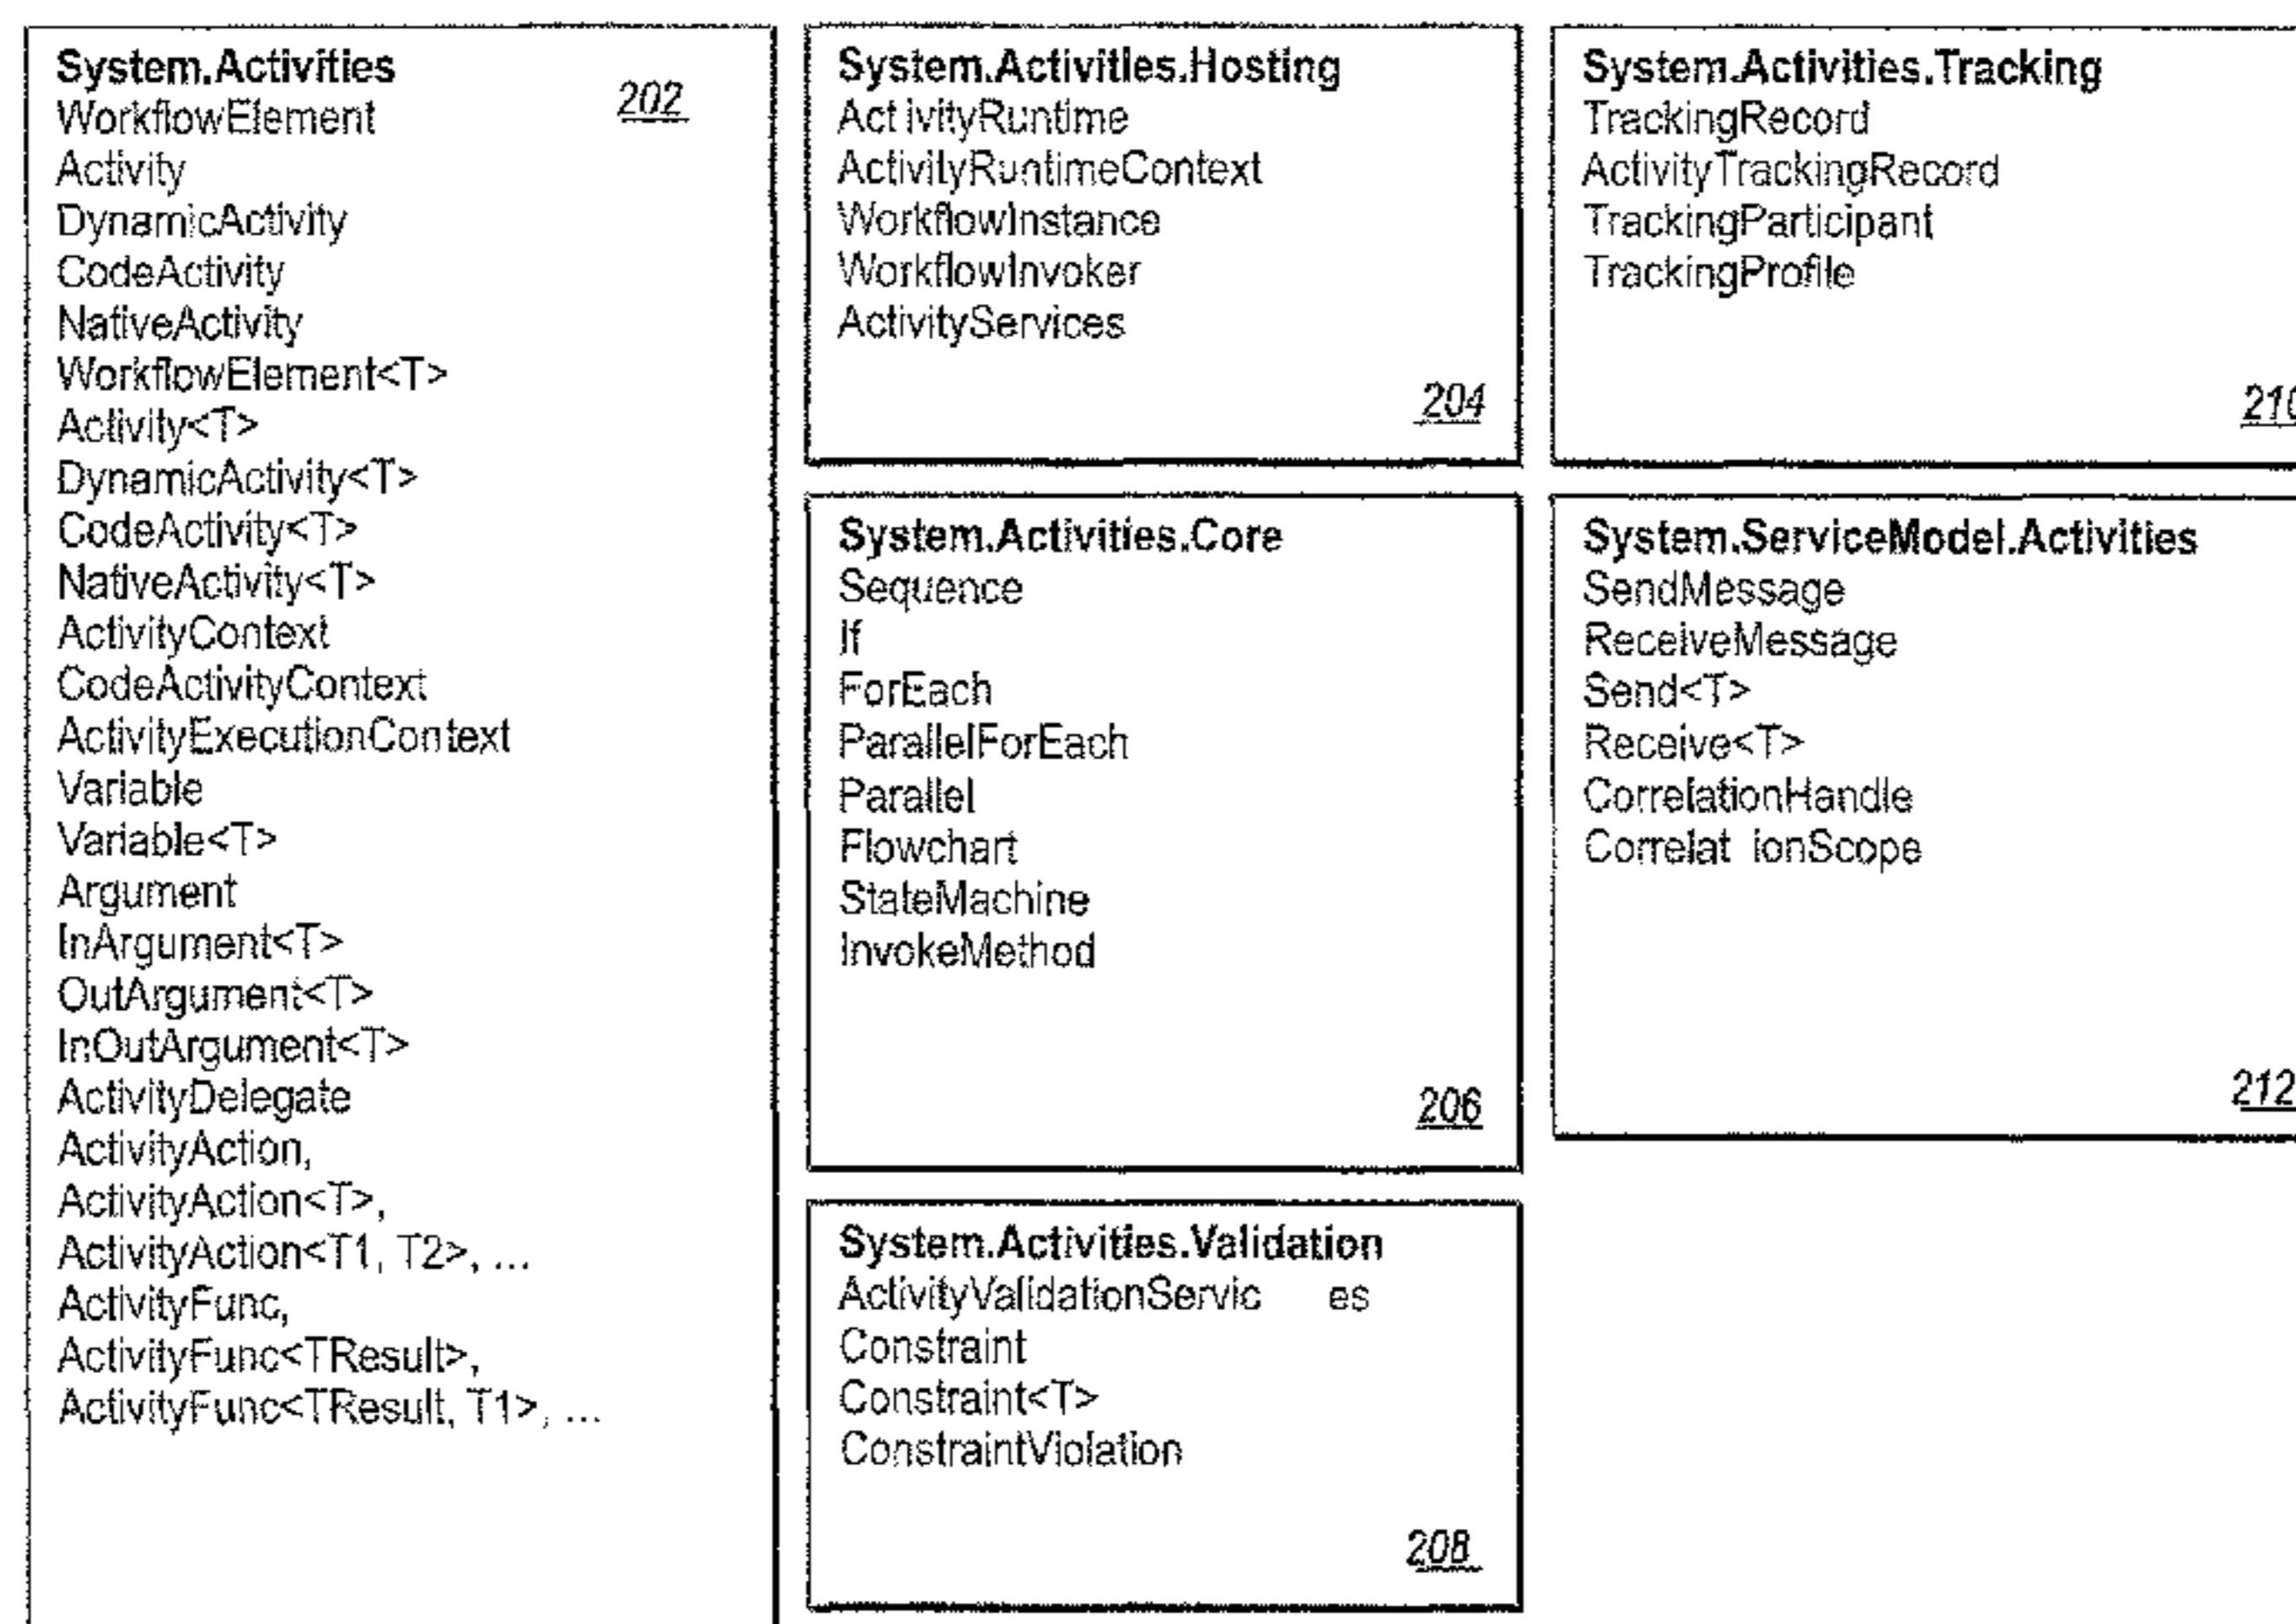 System.Activities
202
WorkflowElement
Activity
DynamicActivity
CodeActivity
NativeActivity
WorkflowElement<T>
Activity<T>
DynamicActivity<T>
CodeActivity<T>
NativeActivity<T>
ActivityContext
CodeActivityContext
ActivityExecutionContext
Variable
Variable<T>
Argument
InArgument<T>
OutArgument<T>
InOutArgument<T>
ActivityDelegate
ActivityAction,
ActivityAction<T>,
ActivityAction<T1, T2>, ...
ActivityFunc,
ActivityFunc<TResult>,
ActivityFunc<TResult, T1>, ...
System.Activities.Hosting
Act ivityRuntime
ActivityRuntimeContext
WorkflowInstance
WorkflowInvoker
ActivityServices
204
System.Activities.Core
Sequence
If
ForEach
ParallelForEach
Parallel
Flowchart
StateMachine
InvokeMethod
206
System.Activities.Validation
ActivityValidationServic es
Constraint
Constraint<T>
ConstraintViolation
208
System.Activities.Tracking
TrackingRecord
ActivityTrackingRecord
TrackingParticipant
TrackingProfile
210
System.ServiceModel.Activities
SendMessage
ReceiveMessage
Send<T>
Receive<T>
CorrelationHandle
Correlat ionScope
212